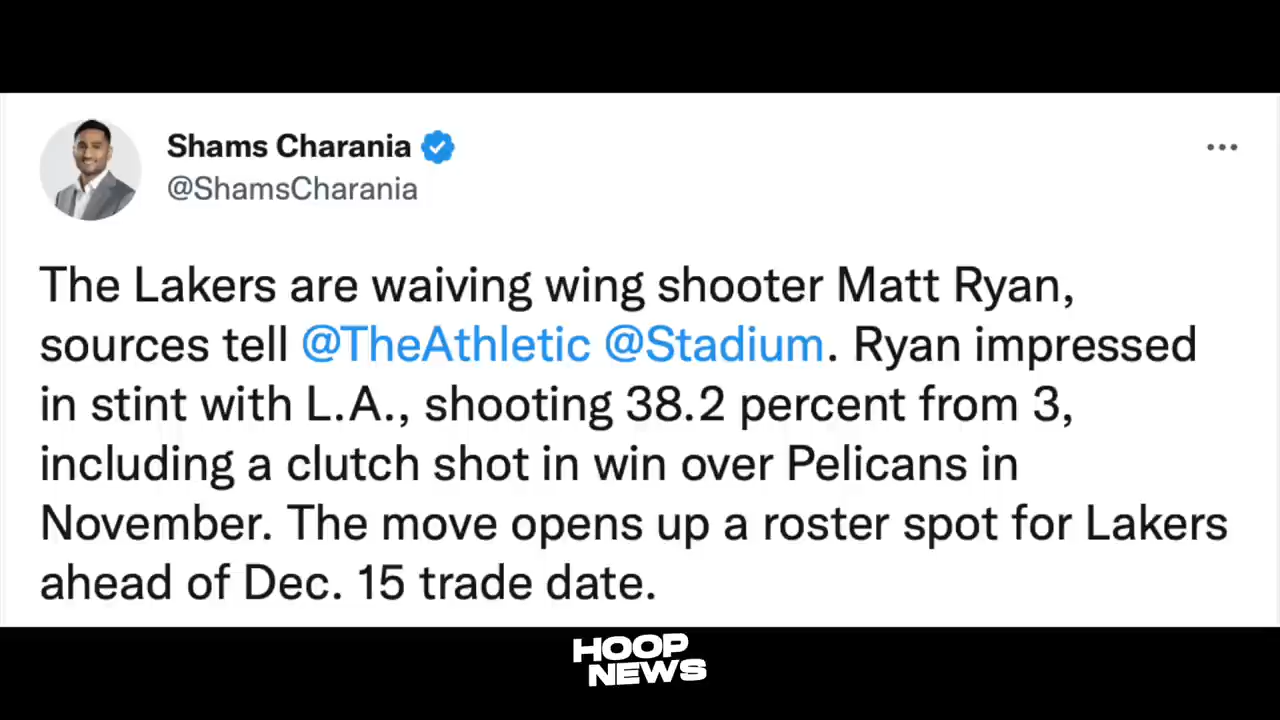 Shams Charania
@ShamsCharania
The Lakers are waiving wing shooter Matt Ryan,
sources tell @TheAthletic @Stadium. Ryan impressed
in stint with L.A., shooting 38.2 percent from 3,
including a clutch shot in win over Pelicans in
November. The move opens up a roster spot for Lakers
ahead of Dec. 15 trade date.
HOOP
NEWS